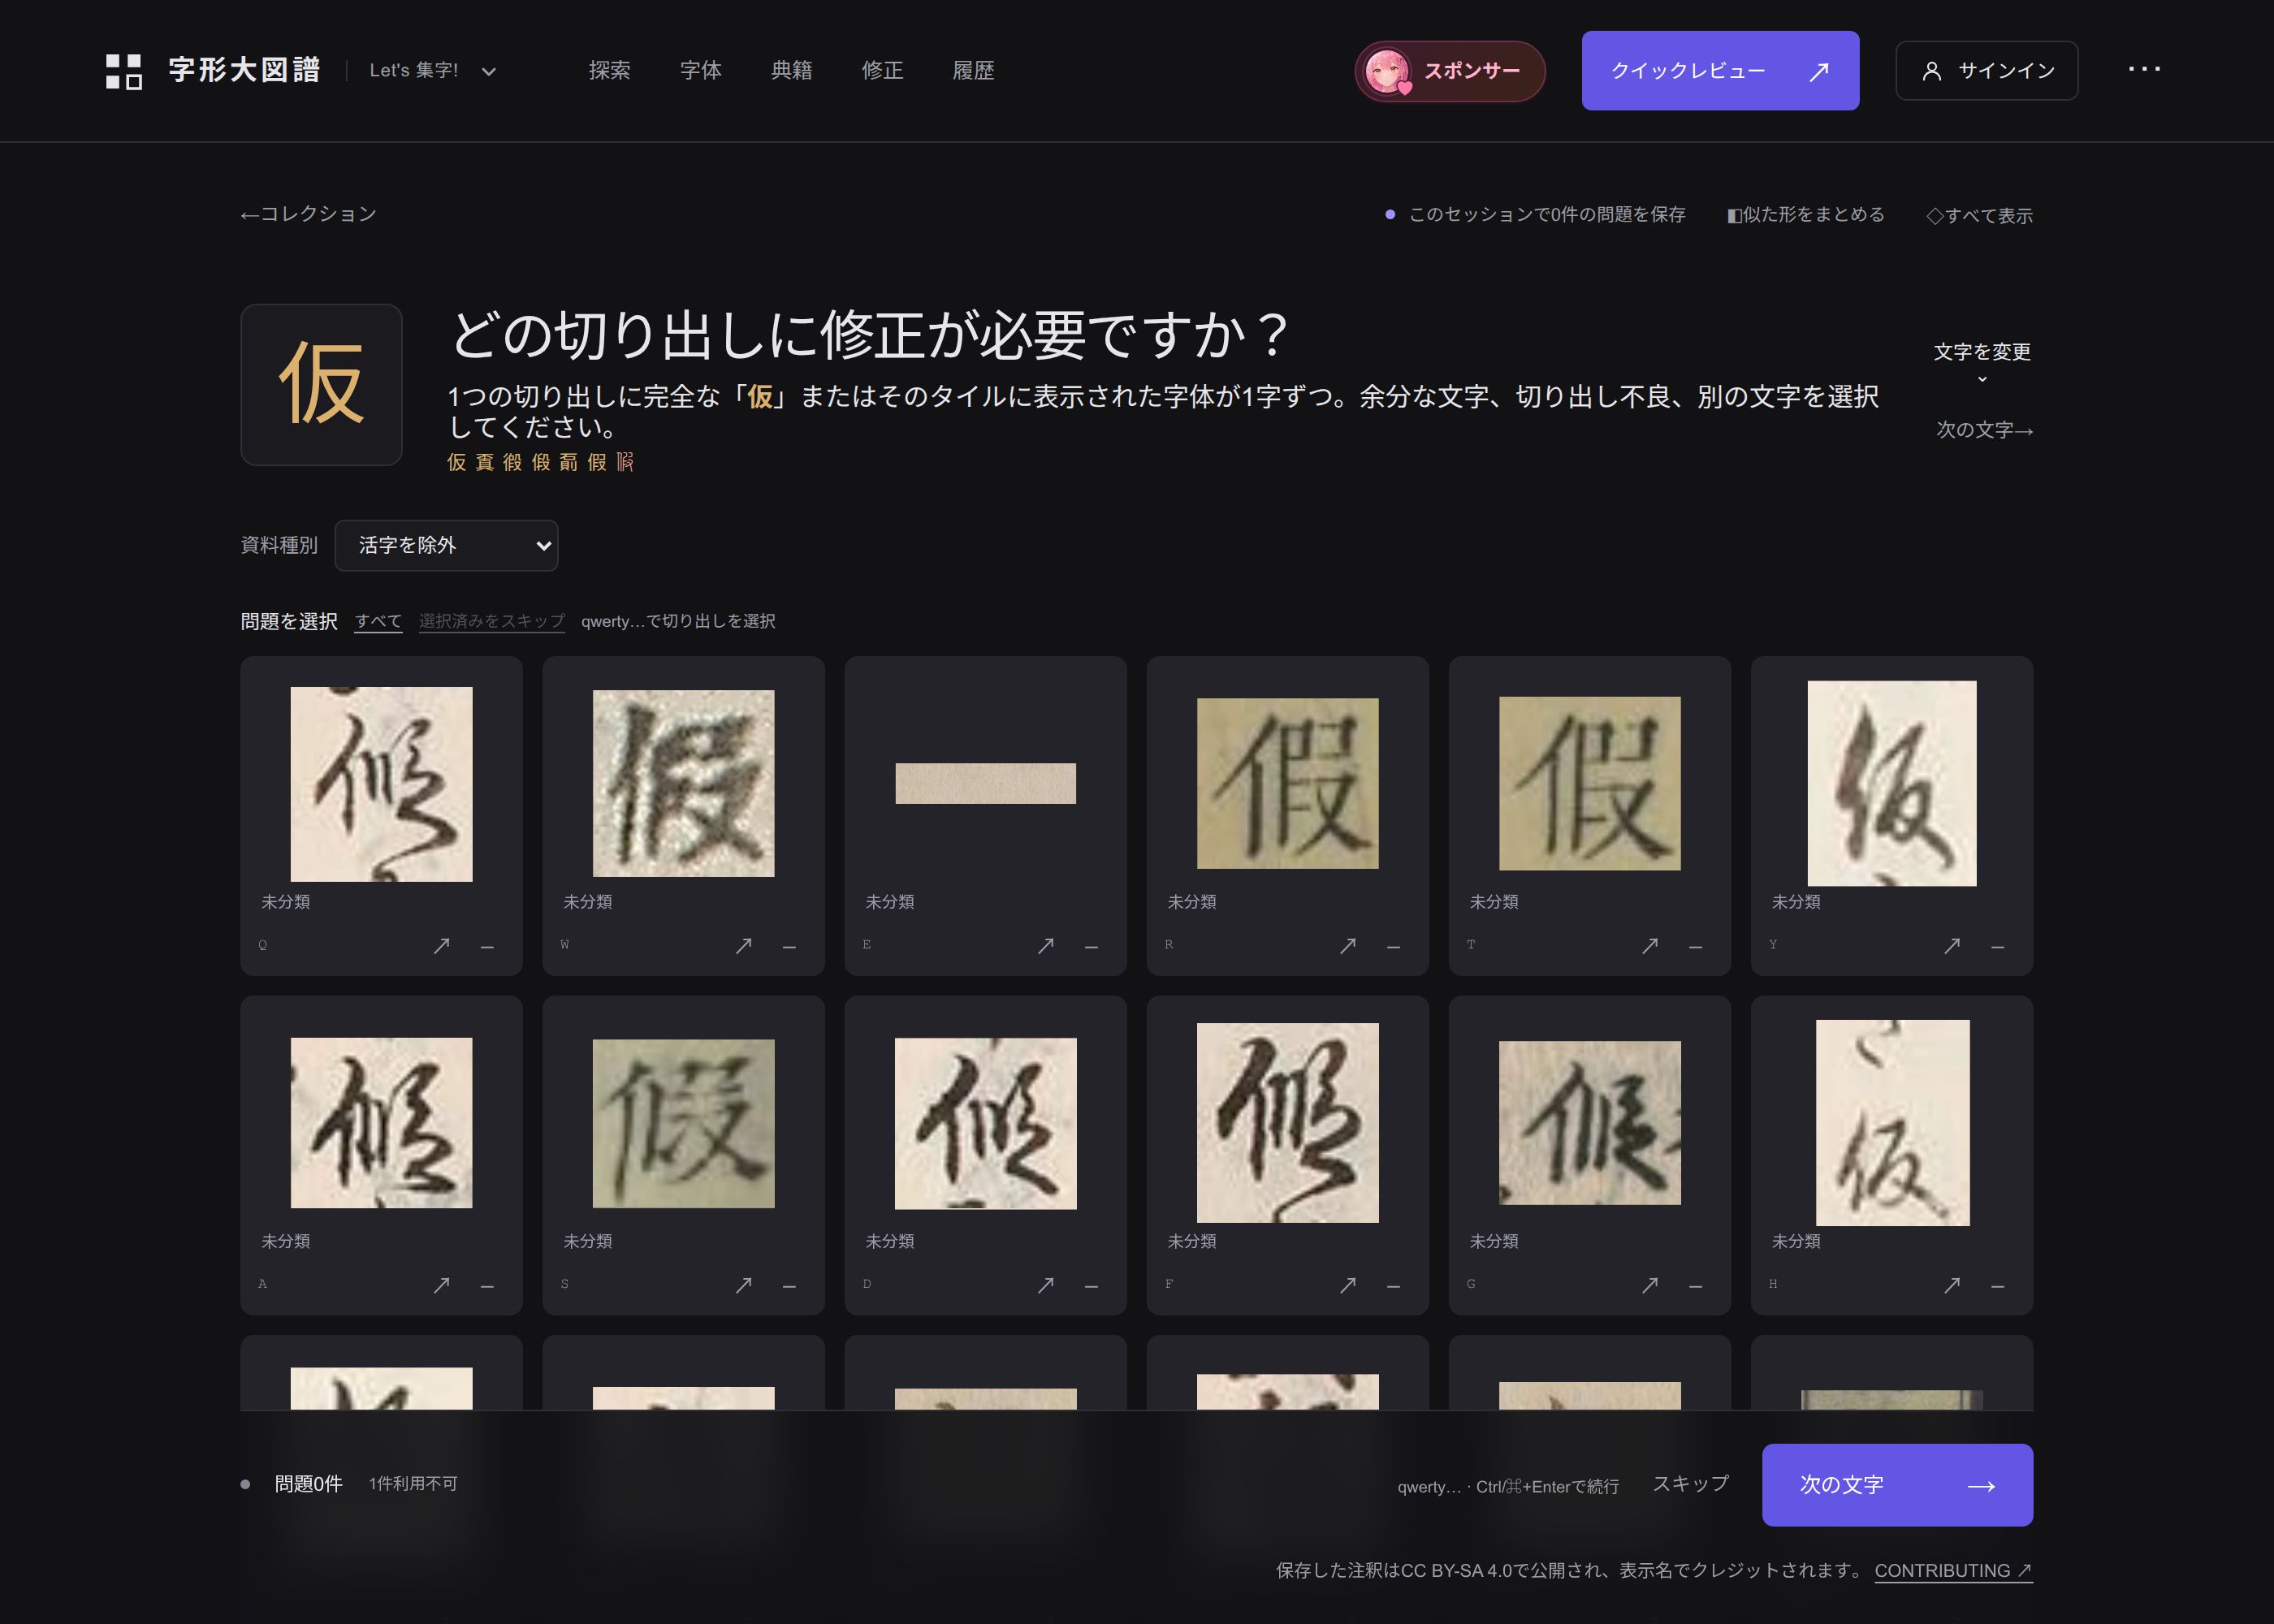 字形大図譜 Let's 集字! 探索 字体 典籍 修正 履歴 スポンサー クイックレビュー ↗ サインイン ···
←コレクション このセッションで0件の問題を保存 ◧似た形をまとめる ◇すべて表示
仮
どの切り出しに修正が必要ですか？
1つの切り出しに完全な「仮」またはそのタイルに表示された字体が1字ずつ。余分な文字、切り出し不良、別の文字を選択
してください。
文字を変更
次の文字→
資料種別 活字を除外
問題を選択 すべて 選択済みをスキップ qwerty…で切り出しを選択
假 假 假 仮
未分類 未分類 未分類 未分類 未分類 未分類
Q ↗ − W ↗ − E ↗ − R ↗ − T ↗ − Y ↗ −
仮
未分類 未分類 未分類 未分類 未分類 未分類
A ↗ − S ↗ − D ↗ − F ↗ − G ↗ − H ↗ −
問題0件 1件利用不可 qwerty… · Ctrl/⌘+Enterで続行 スキップ 次の文字 →
保存した注釈はCC BY-SA 4.0で公開され、表示名でクレジットされます。 CONTRIBUTING ↗